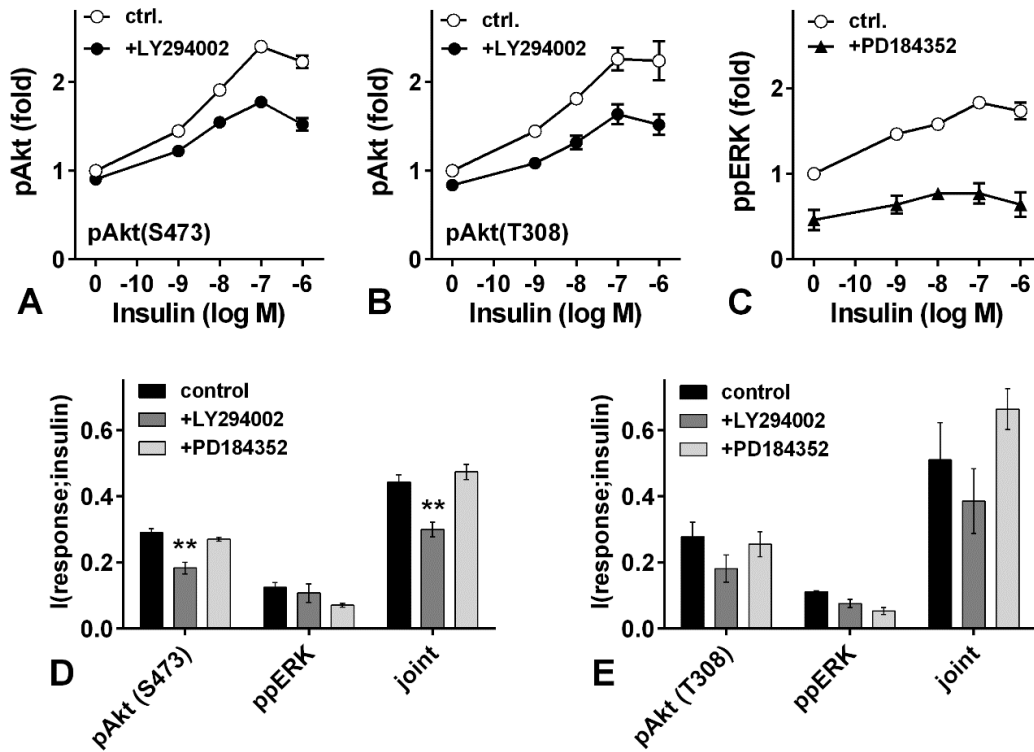 ctrl.
+LY294002
pAkt (fold)
2
1
0
pAkt(S473)
0 -10 -9 -8 -7 -6
Insulin (log M)
A
ctrl.
+LY294002
pAkt (fold)
2
1
0
pAkt(T308)
0 -10 -9 -8 -7 -6
Insulin (log M)
B
ctrl.
+PD184352
ppERK (fold)
2
1
0
0 -10 -9 -8 -7 -6
Insulin (log M)
C
control
+LY294002
+PD184352
I(response;insulin)
0.6
0.4
0.2
0.0
**
**
pAkt (S473)
ppERK
joint
D
control
+LY294002
+PD184352
I(response;insulin)
0.6
0.4
0.2
0.0
pAkt (T308)
ppERK
joint
E